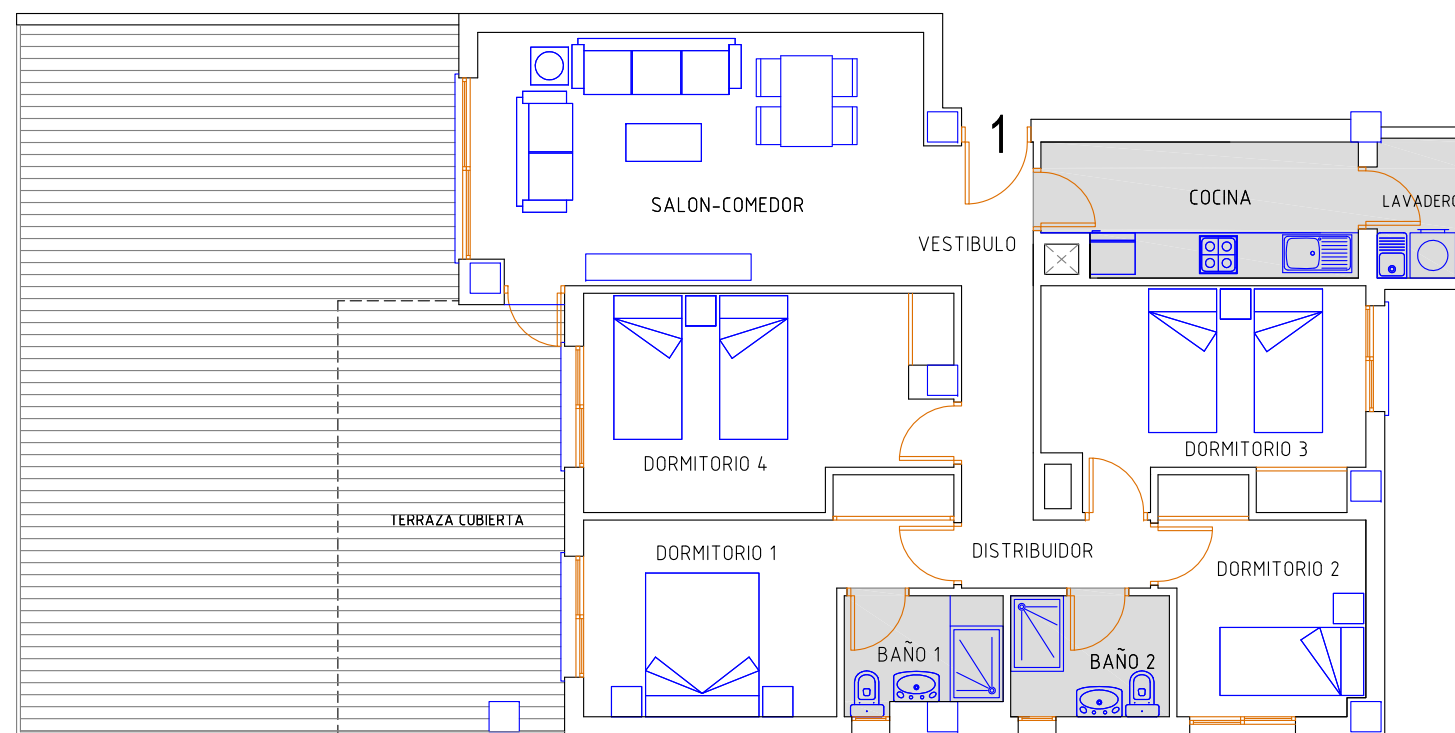 1
COCINA
LAVADERO
SALON-COMEDOR
VESTIBULO
DORMITORIO 4
DORMITORIO 3
TERRAZA CUBIERTA
DORMITORIO 1
DISTRIBUIDOR
DORMITORIO 2
BAÑO 1
BAÑO 2